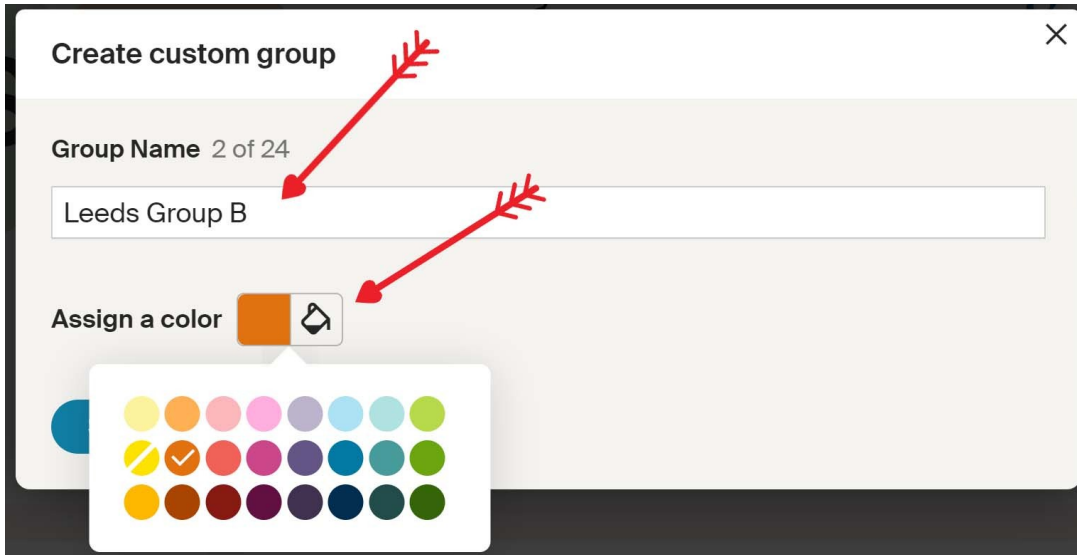 Create custom group
Group Name 2 of 24
Leeds Group B
Assign a color